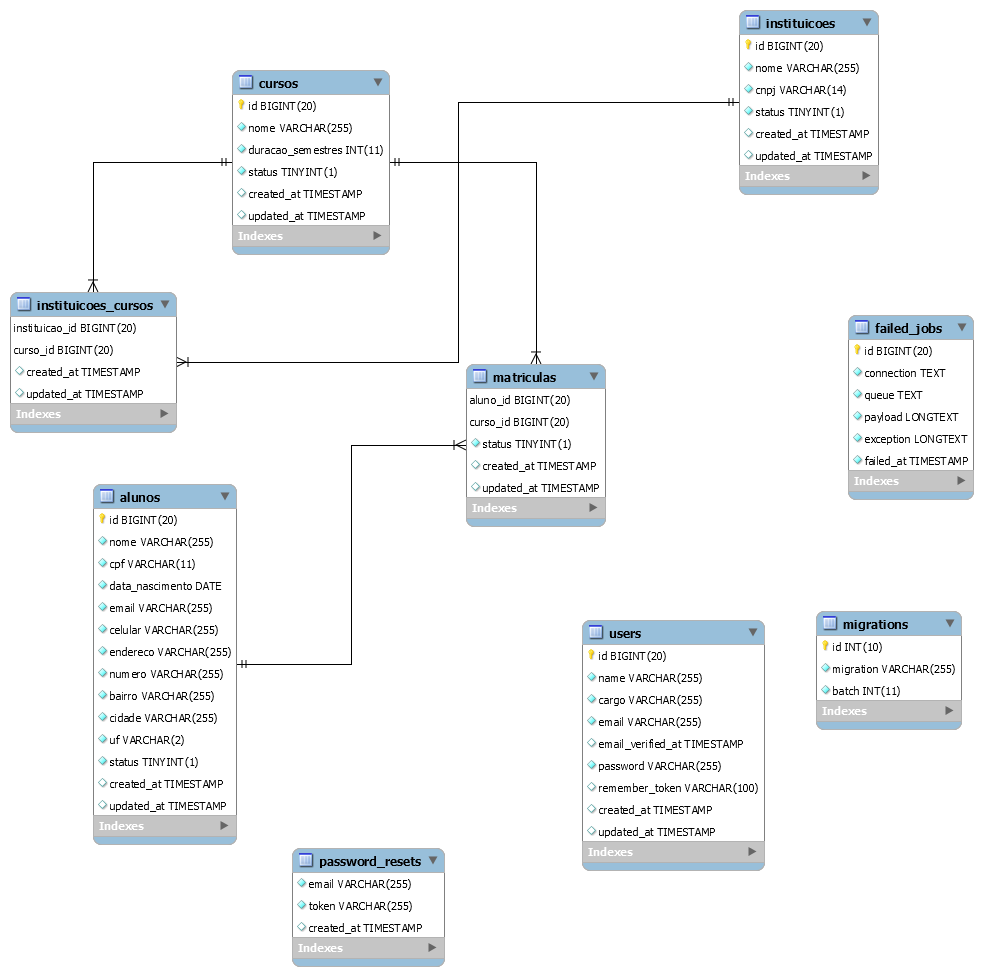 instituicoes
id BIGINT(20)
nome VARCHAR(255)
cnpj VARCHAR(14)
status TINYINT(1)
created_at TIMESTAMP
updated_at TIMESTAMP
Indexes
cursos
id BIGINT(20)
nome VARCHAR(255)
duracao_semestres INT(11)
status TINYINT(1)
created_at TIMESTAMP
updated_at TIMESTAMP
Indexes
instituicoes_cursos
instituicao_id BIGINT(20)
curso_id BIGINT(20)
created_at TIMESTAMP
updated_at TIMESTAMP
Indexes
failed_jobs
id BIGINT(20)
connection TEXT
queue TEXT
payload LONGTEXT
exception LONGTEXT
failed_at TIMESTAMP
Indexes
matriculas
aluno_id BIGINT(20)
curso_id BIGINT(20)
status TINYINT(1)
created_at TIMESTAMP
updated_at TIMESTAMP
Indexes
alunos
id BIGINT(20)
nome VARCHAR(255)
cpf VARCHAR(11)
data_nascimento DATE
email VARCHAR(255)
celular VARCHAR(255)
endereco VARCHAR(255)
numero VARCHAR(255)
bairro VARCHAR(255)
cidade VARCHAR(255)
uf VARCHAR(2)
status TINYINT(1)
created_at TIMESTAMP
updated_at TIMESTAMP
Indexes
users
id BIGINT(20)
name VARCHAR(255)
cargo VARCHAR(255)
email VARCHAR(255)
email_verified_at TIMESTAMP
password VARCHAR(255)
remember_token VARCHAR(100)
created_at TIMESTAMP
updated_at TIMESTAMP
Indexes
migrations
id INT(10)
migration VARCHAR(255)
batch INT(11)
Indexes
password_resets
email VARCHAR(255)
token VARCHAR(255)
created_at TIMESTAMP
Indexes